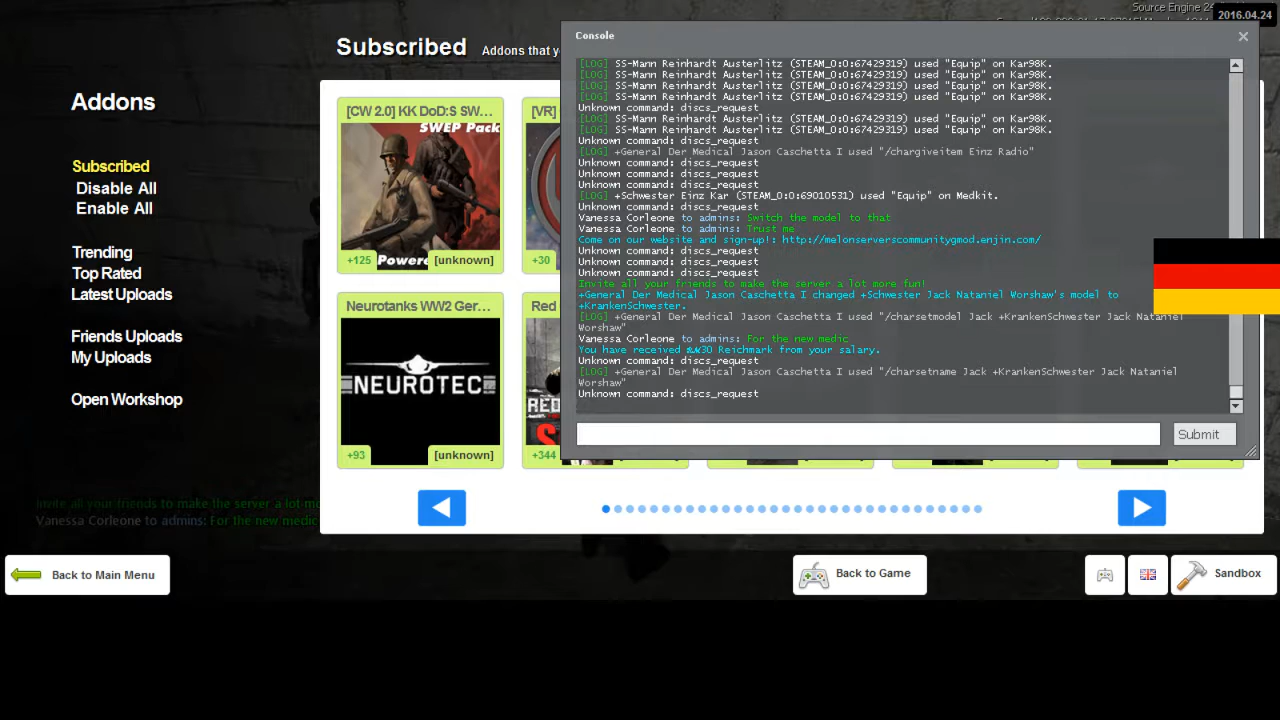 Source Engine 24
2016.04.24
Subscribed
Addons that y
Addons
Subscribed
Disable All
Enable All
Trending
Top Rated
Latest Uploads
Friends Uploads
My Uploads
Open Workshop
[CW 2.0] KK DoD:S SW...
SWEP Pack
+125
Powere
[unknown]
[VR]
+30
Neurotanks WW2 Ger...
NEUROTEC
+93
[unknown]
Red
RED
+344
Console
[LOG] SS-Mann Reinhardt Austerlitz (STEAM_0:0:67429319) used "Equip" on Kar98K.
[LOG] SS-Mann Reinhardt Austerlitz (STEAM_0:0:67429319) used "Equip" on Kar98K.
[LOG] SS-Mann Reinhardt Austerlitz (STEAM_0:0:67429319) used "Equip" on Kar98K.
[LOG] SS-Mann Reinhardt Austerlitz (STEAM_0:0:67429319) used "Equip" on Kar98K.
Unknown command: discs_request
[LOG] SS-Mann Reinhardt Austerlitz (STEAM_0:0:67429319) used "Equip" on Kar98K.
[LOG] SS-Mann Reinhardt Austerlitz (STEAM_0:0:67429319) used "Equip" on Kar98K.
Unknown command: discs_request
[LOG] +General Der Medical Jason Caschetta I used "/chargiveitem Einz Radio"
Unknown command: discs_request
Unknown command: discs_request
Unknown command: discs_request
[LOG] +Schwester Einz Kar (STEAM_0:0:69010531) used "Equip" on Medkit.
Unknown command: discs_request
Vanessa Corleone to admins: Switch the model to that
Vanessa Corleone to admins: Trust me
Come on our website and sign-up!: http://melonserverscommunitygmod.enjin.com/
Unknown command: discs_request
Unknown command: discs_request
Unknown command: discs_request
Invite all your friends to make the server a lot more fun!
+General Der Medical Jason Caschetta I changed +Schwester Jack Nataniel Worshaw's model to
+KrankenSchwester.
[LOG] +General Der Medical Jason Caschetta I used "/charsetmodel Jack +KrankenSchwester Jack Nataniel
Worshaw"
Vanessa Corleone to admins: For the new medic
You have received 30 Reichmark from your salary.
Unknown command: discs_request
[LOG] +General Der Medical Jason Caschetta I used "/charsetname Jack +KrankenSchwester Jack Nataniel
Worshaw"
Unknown command: discs_request
Submit
Invite all your friends to make the server a lot mo
Vanessa Corleone to admins: For the new medic
Back to Main Menu
Back to Game
Sandbox